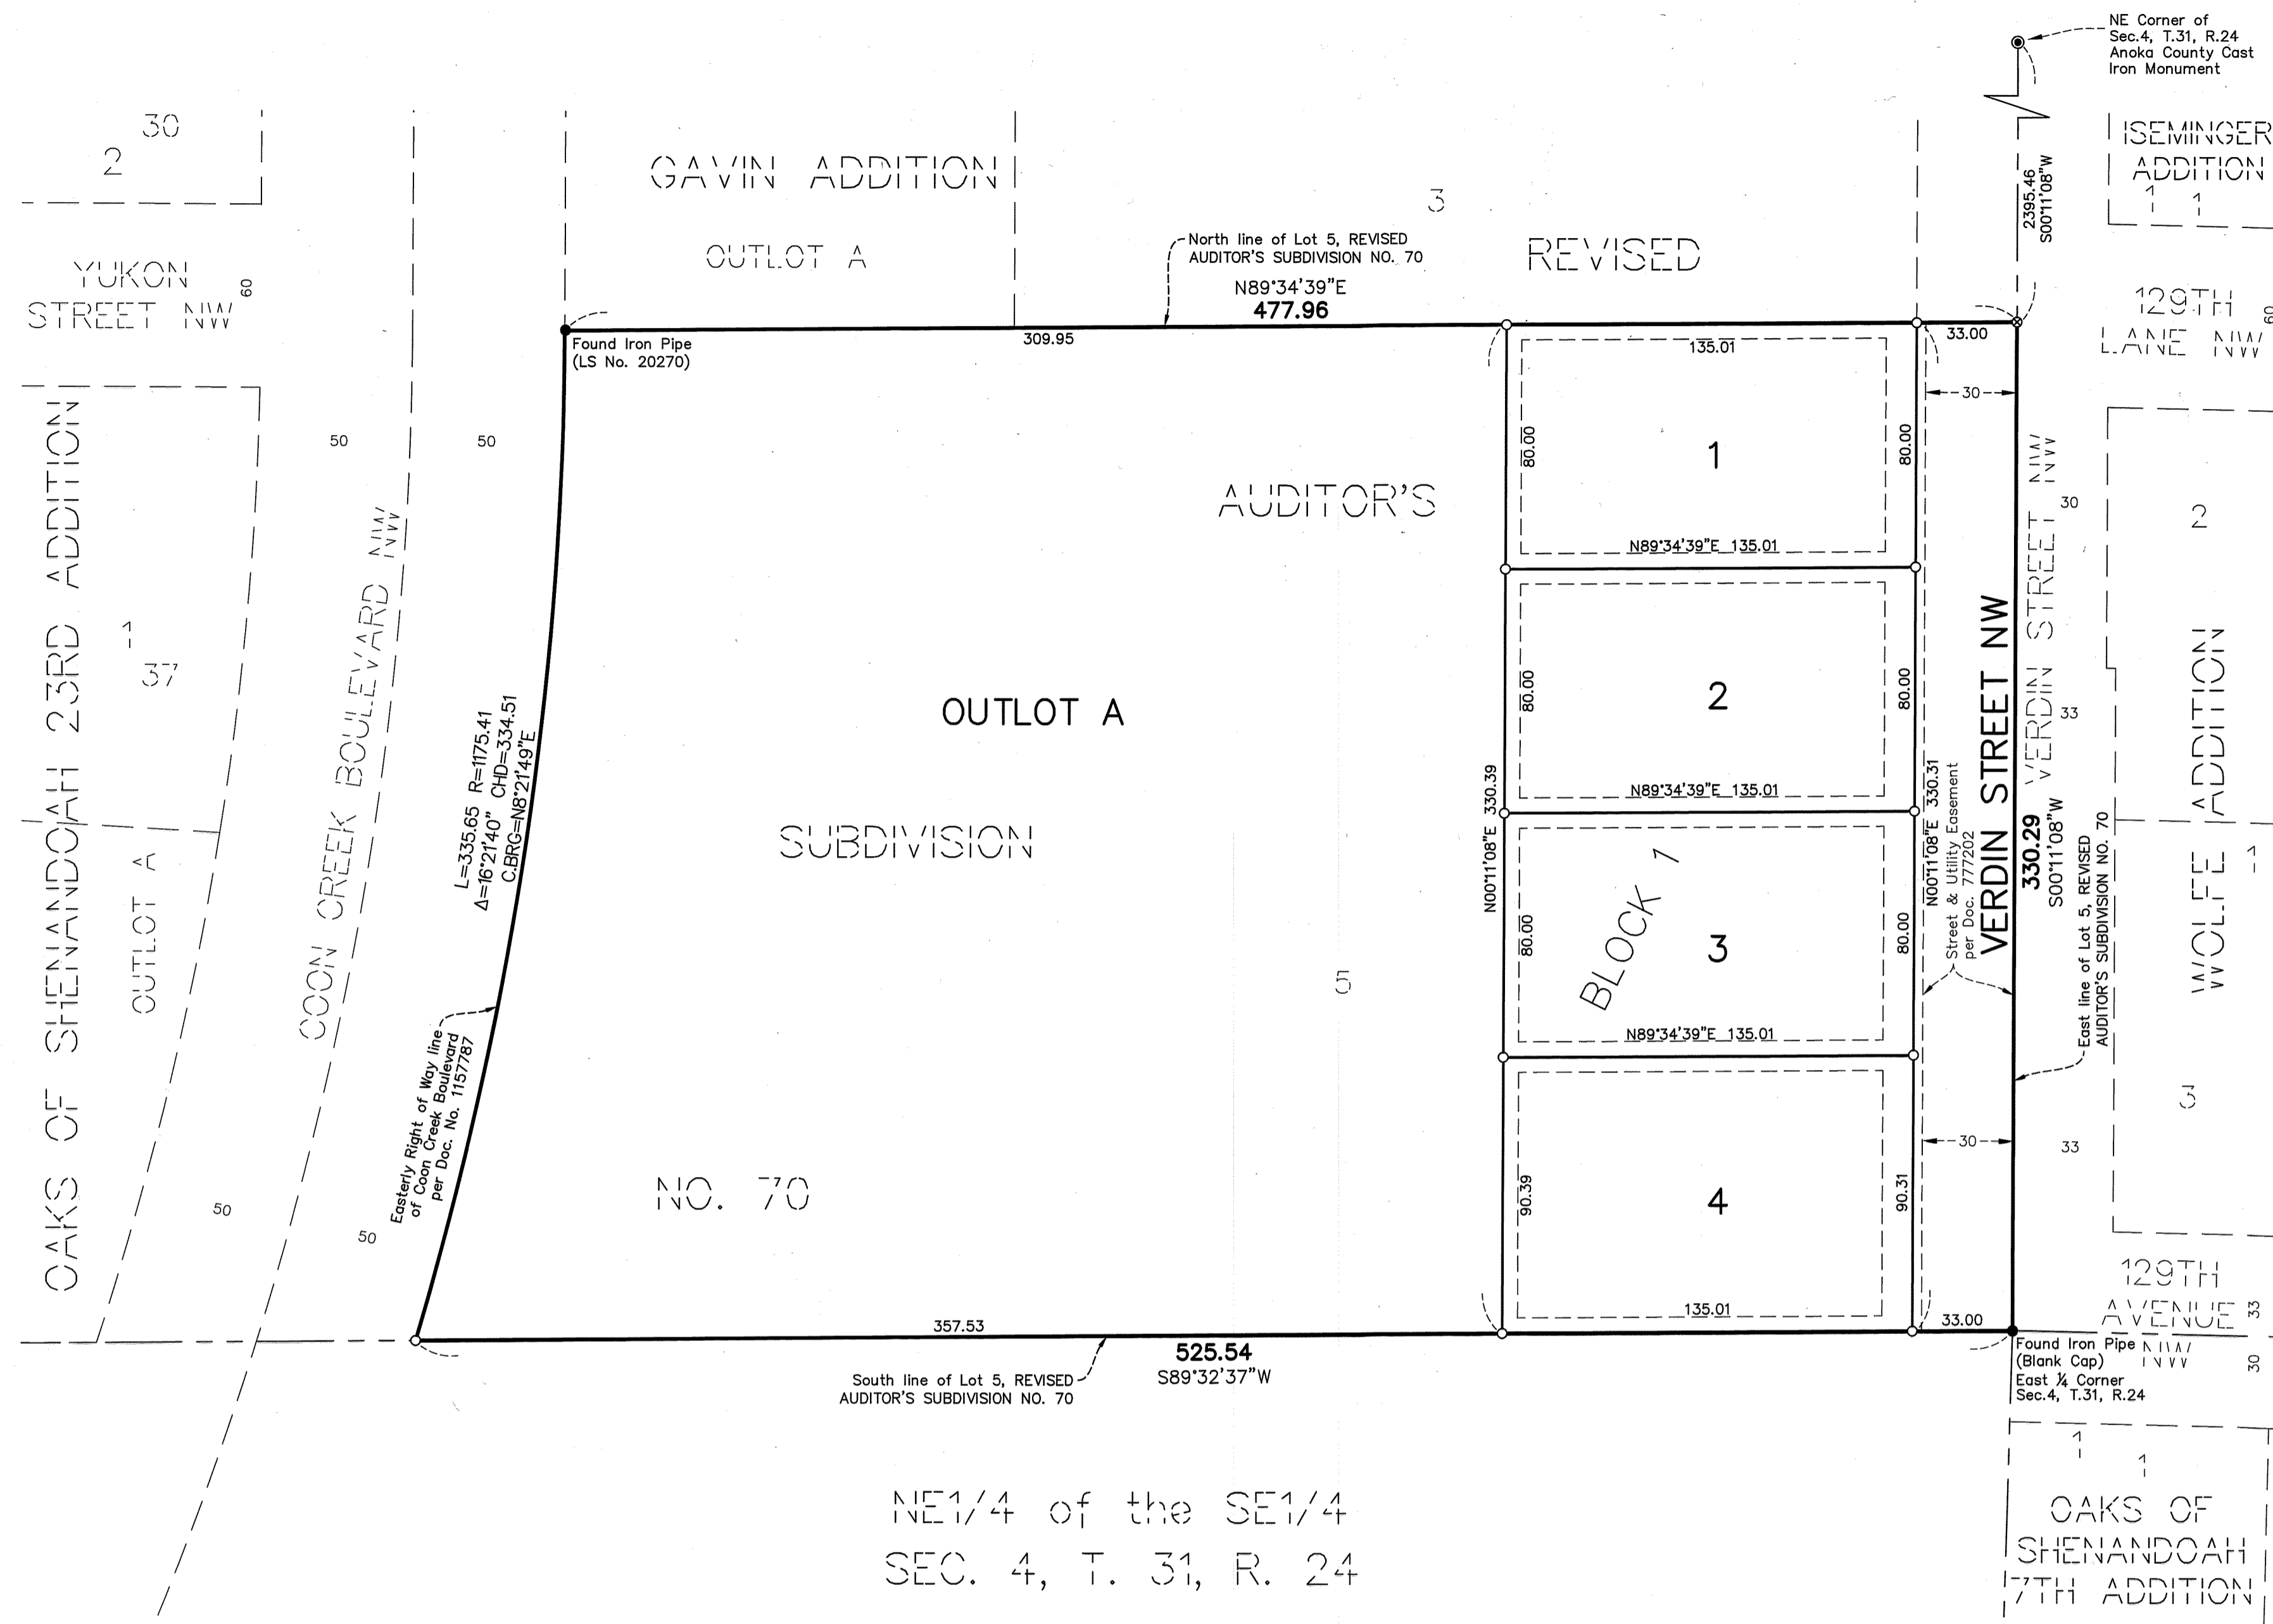 NE Corner of
Sec.4, T.31, R.24
Anoka County Cast
Iron Monument
30
2
GAVIN ADDITION
OUTLOT A
3
REVISED
ISEMINGER
ADDITION
1
1
2395.46
S00°11'08"W
YUKON
STREET NW
60
North line of Lot 5, REVISED
AUDITOR'S SUBDIVISION NO. 70
N89°34'39"E
477.96
129TH
LANE NW
60
Found Iron Pipe
(LS No. 20270)
309.95
135.01
33.00
30
50
50
80.00
1
80.00
N89°34'39"E 135.01
AUDITOR'S
OAKS OF SHENANDOAH 23RD ADDITION
1
37
OUTLOT A
COON CREEK BOULEVARD NW
L=335.65 R=1175.41
Δ=16°21'40" CHD=334.51
C.BRG=N8°21'49"E
OUTLOT A
SUBDIVISION
80.00
2
80.00
N89°34'39"E 135.01
N00°11'08"E 330.39
N00°11'08"E 330.31
Street & Utility Easement
per Doc. 777202
VERDIN STREET NW
VERDIN STREET NW
30
33
330.29
S00°11'08"W
East line of Lot 5, REVISED
AUDITOR'S SUBDIVISION NO. 70
2
WOLFE ADDITION
1
3
80.00
BLOCK 1
3
80.00
N89°34'39"E 135.01
5
Easterly Right of Way line
of Coon Creek Boulevard
per Doc. No. 1157787
50
50
NO. 70
90.39
4
90.31
30
33
135.01
33.00
357.53
525.54
S89°32'37"W
South line of Lot 5, REVISED
AUDITOR'S SUBDIVISION NO. 70
129TH
AVENUE
NW
33
30
Found Iron Pipe
(Blank Cap)
East ¼ Corner
Sec.4, T.31, R.24
NE1/4 of the SE1/4
SEC. 4, T. 31, R. 24
1
1
OAKS OF
SHENANDOAH
7TH ADDITION